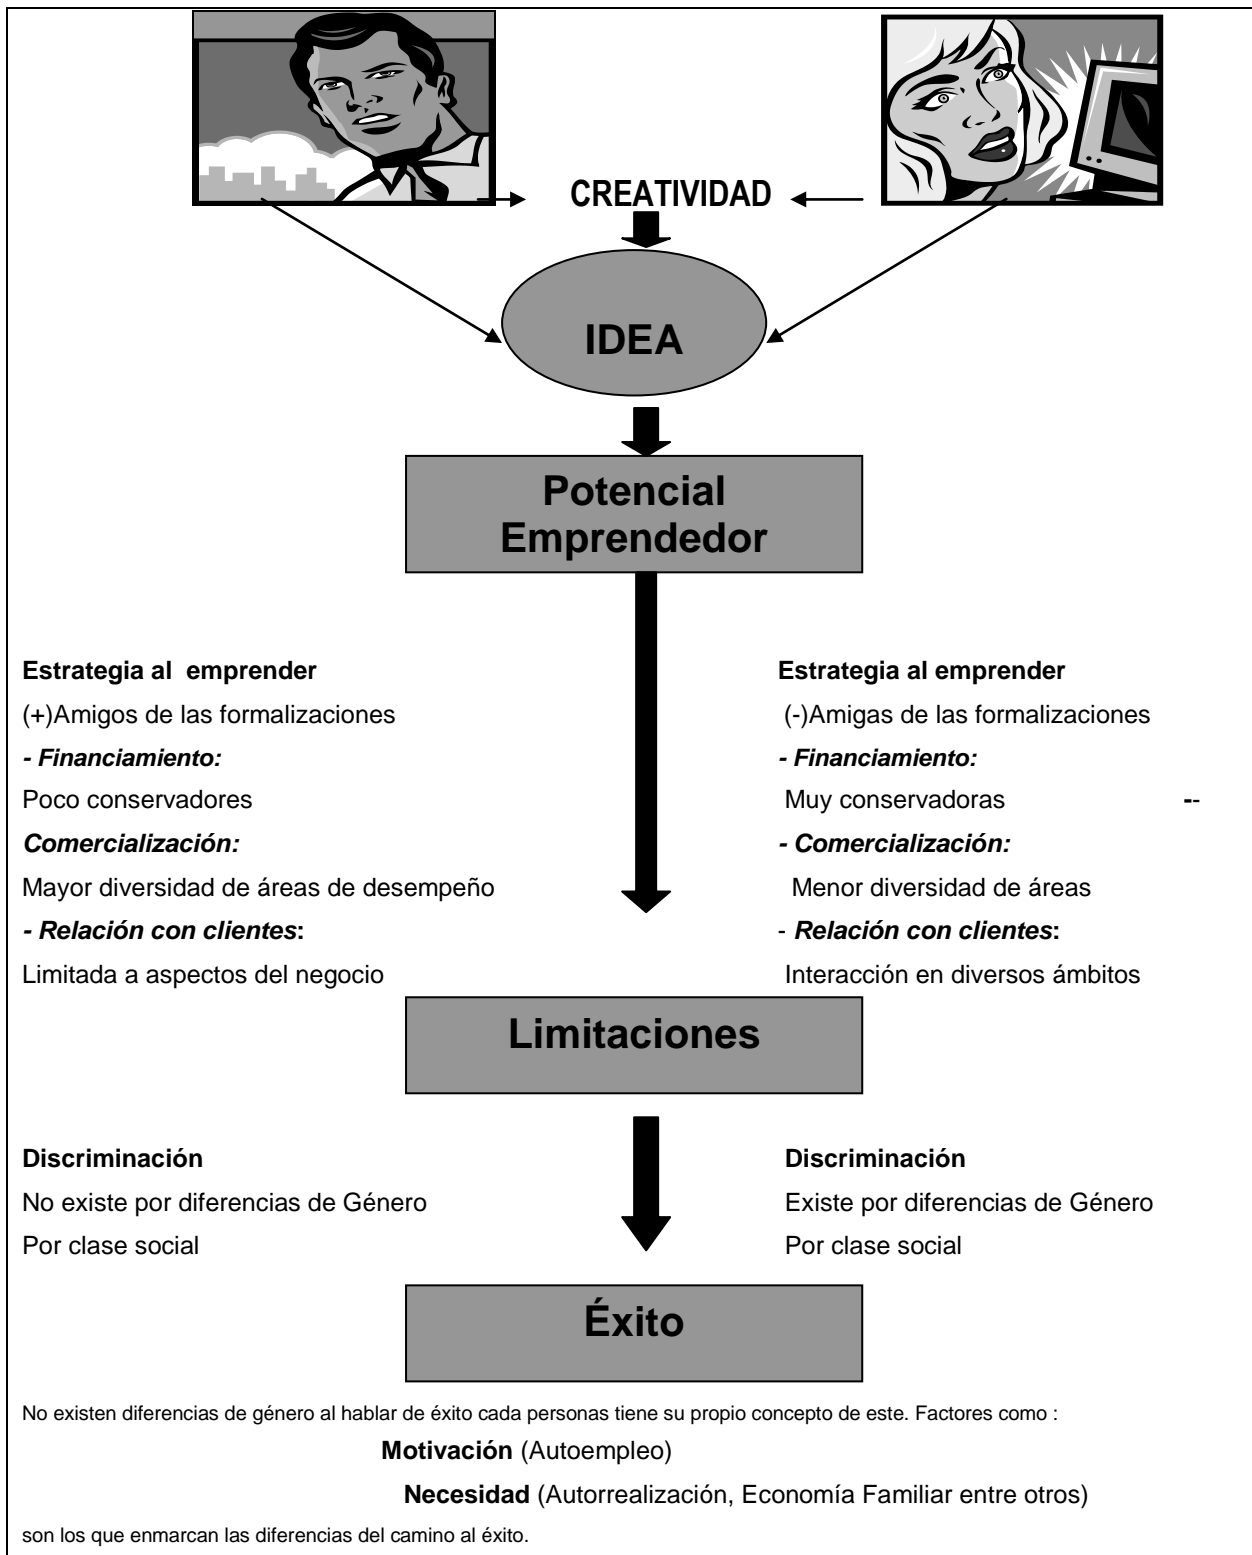 CREATIVIDAD
IDEA
Potencial
Emprendedor
Estrategia al  emprender
(+)Amigos de las formalizaciones
- Financiamiento:
Poco conservadores
Comercialización:
Mayor diversidad de áreas de desempeño
- Relación con clientes:
Limitada a aspectos del negocio
Estrategia al emprender
(-)Amigas de las formalizaciones
- Financiamiento:
Muy conservadoras --
- Comercialización:
Menor diversidad de áreas
- Relación con clientes:
Interacción en diversos ámbitos
Limitaciones
Discriminación
No existe por diferencias de Género
Por clase social
Discriminación
Existe por diferencias de Género
Por clase social
Éxito
No existen diferencias de género al hablar de éxito cada personas tiene su propio concepto de este. Factores como :
Motivación (Autoempleo)
Necesidad (Autorrealización, Economía Familiar entre otros)
son los que enmarcan las diferencias del camino al éxito.